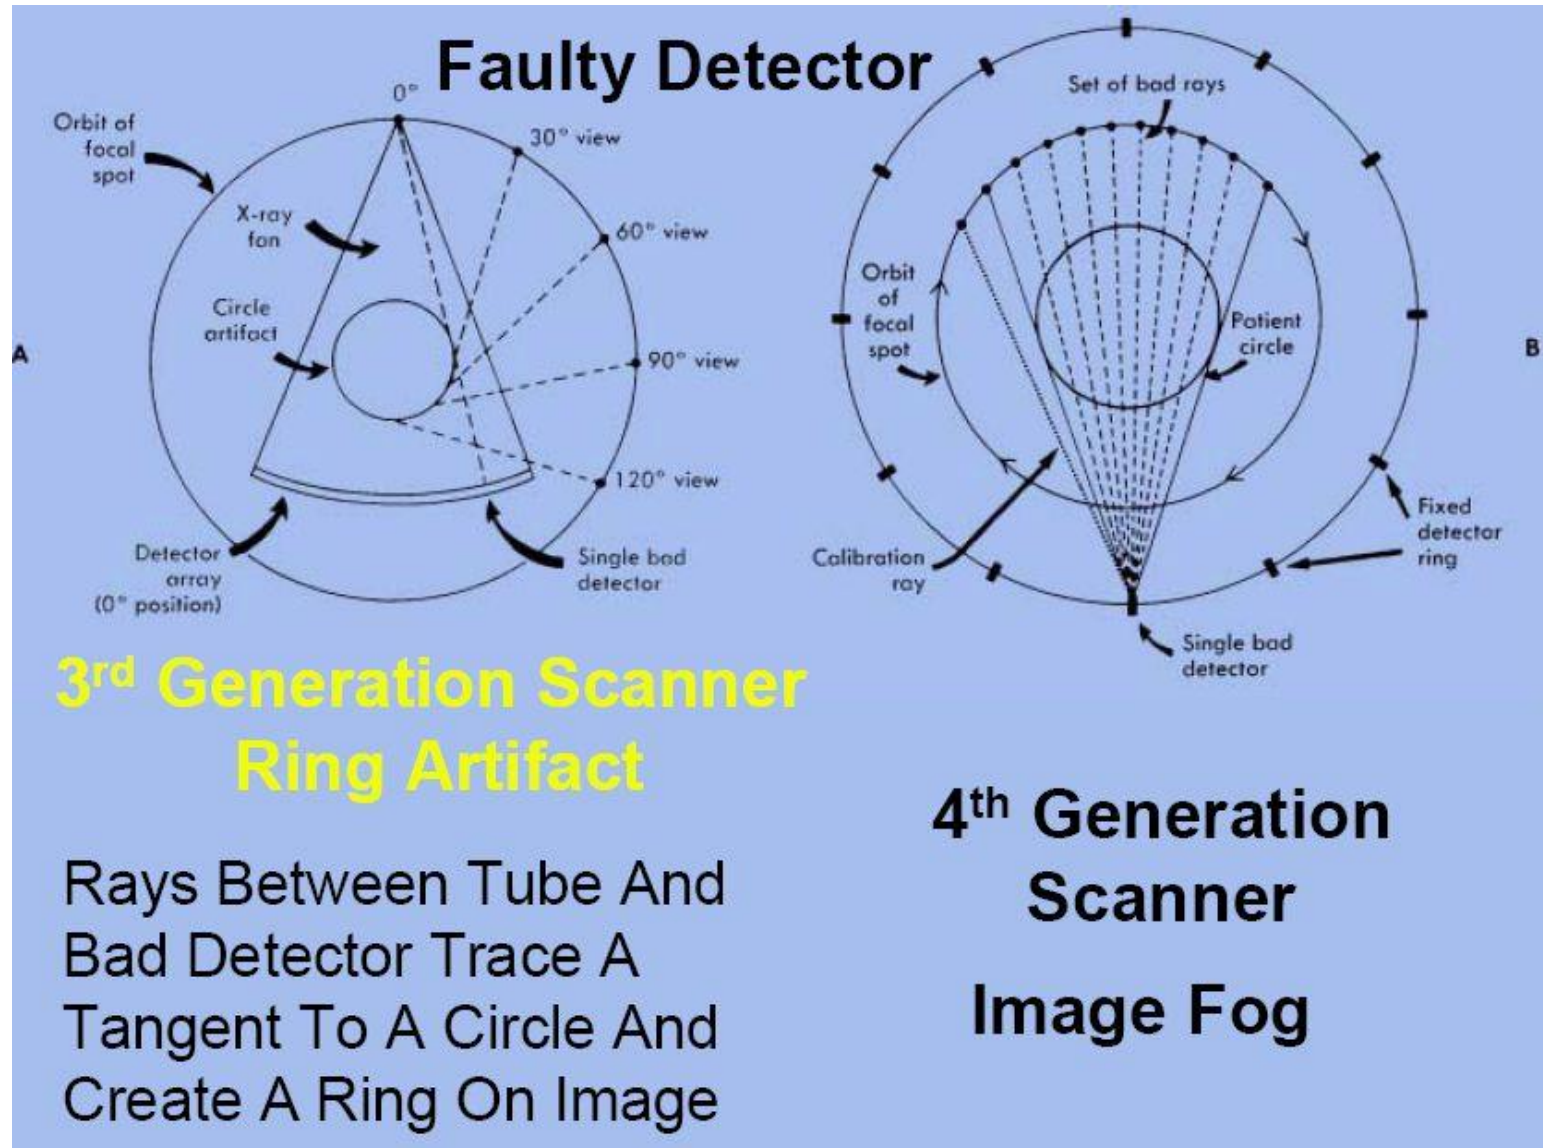 Faulty Detector
A
Orbit of
focal
spot
0°
30° view
60° view
90° view
120° view
X-ray
fan
Circle
artifact
Detector
array
(0° position)
Single bad
detector
Set of bad rays
Orbit
of
focal
spot
Patient
circle
B
Calibration
ray
Fixed
detector
ring
Single bad
detector
3rd Generation Scanner
Ring Artifact
Rays Between Tube And
Bad Detector Trace A
Tangent To A Circle And
Create A Ring On Image
4th Generation
Scanner
Image Fog